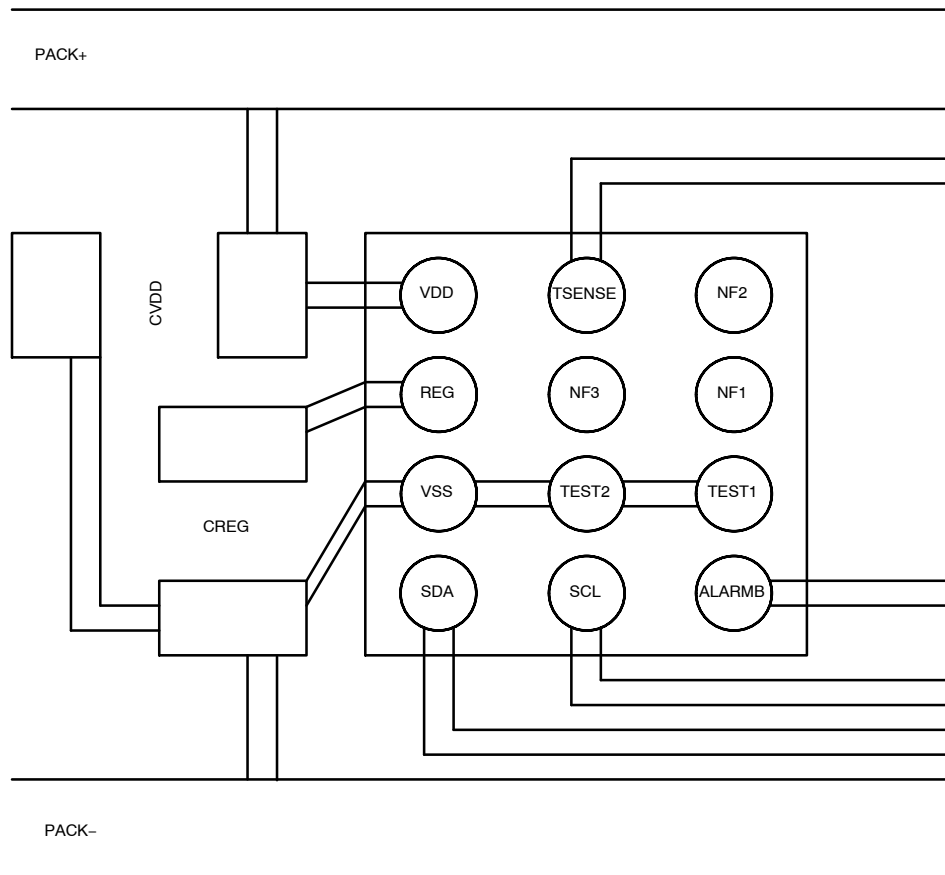 PACK+
CVDD
VDD
TSENSE
NF2
REG
NF3
NF1
VSS
TEST2
TEST1
CREG
SDA
SCL
ALARMB
PACK−